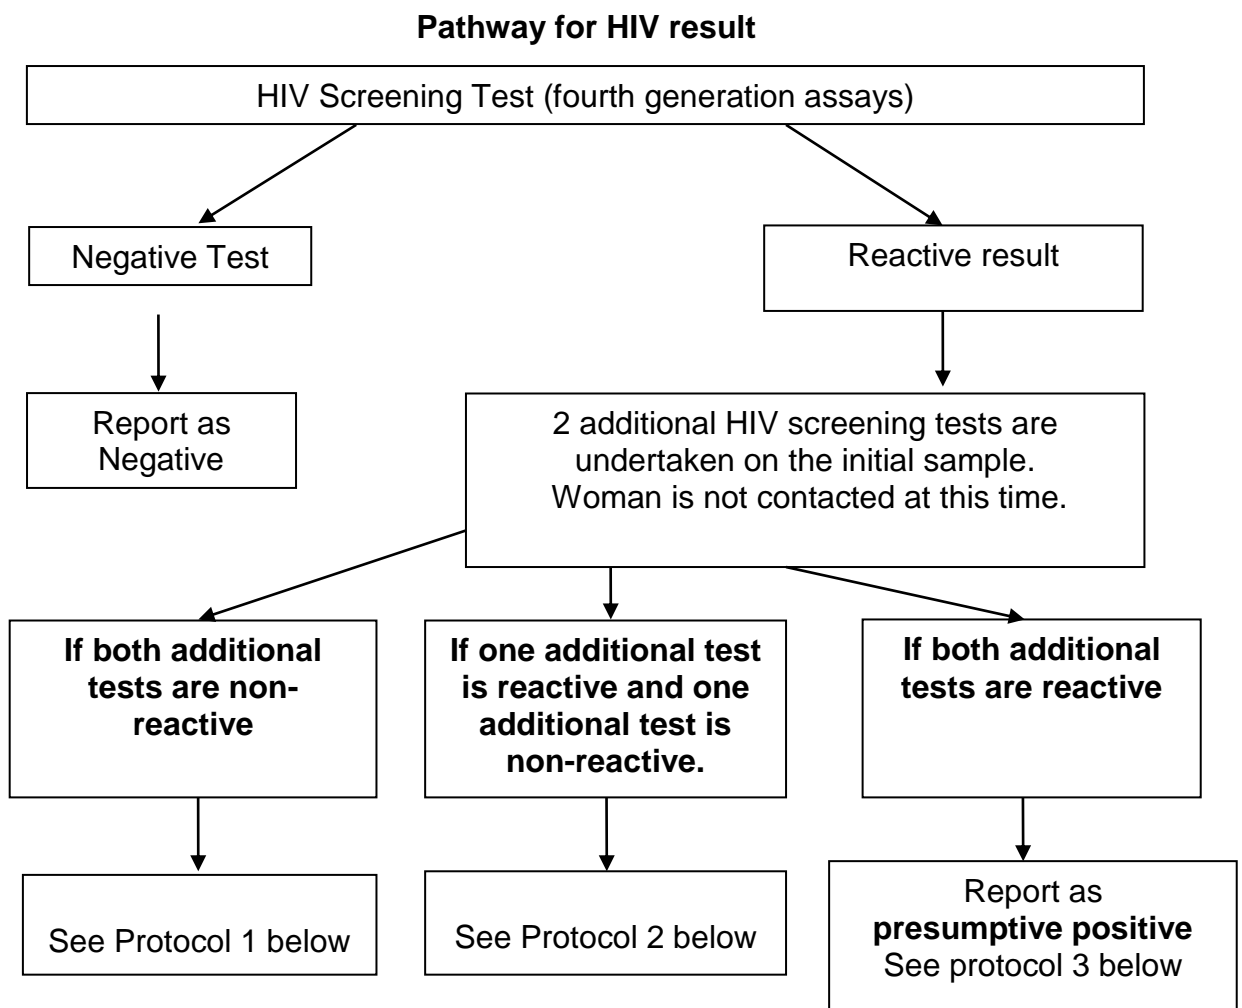 Pathway for HIV result
HIV Screening Test (fourth generation assays)
Negative Test
Reactive result
Report as
Negative
2 additional HIV screening tests are
undertaken on the initial sample.
Woman is not contacted at this time.
If both additional
tests are non-
reactive
If one additional test
is reactive and one
additional test is
non-reactive.
If both additional
tests are reactive
See Protocol 1 below
See Protocol 2 below
Report as
presumptive positive
See protocol 3 below